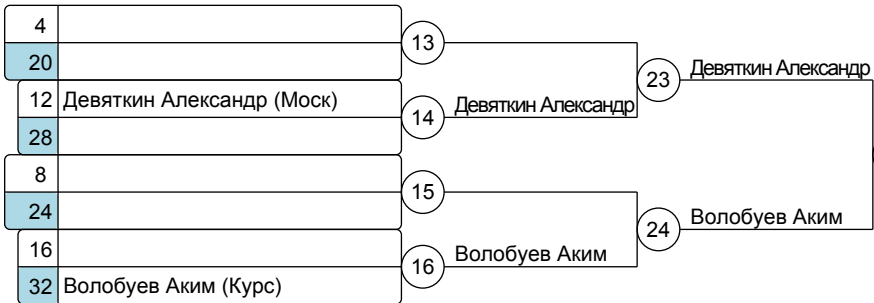 4
13
20
23 Девяткин Александр
12 Девяткин Александр (Моск)
14 Девяткин Александр
28
8
15
24
24 Волобуев Аким
16
16 Волобуев Аким
32 Волобуев Аким (Курс)